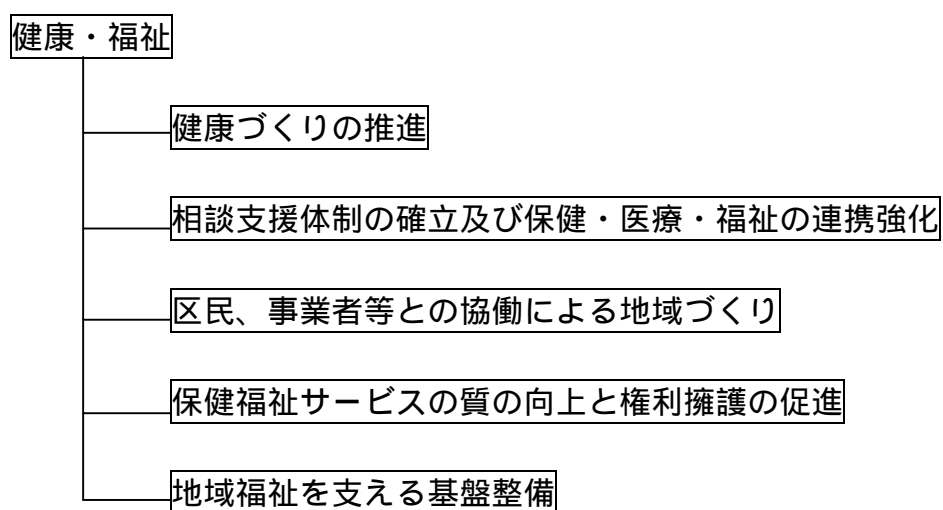 健康・福祉
健康づくりの推進
相談支援体制の確立及び保健・医療・福祉の連携強化
区民、事業者等との協働による地域づくり
保健福祉サービスの質の向上と権利擁護の促進
地域福祉を支える基盤整備